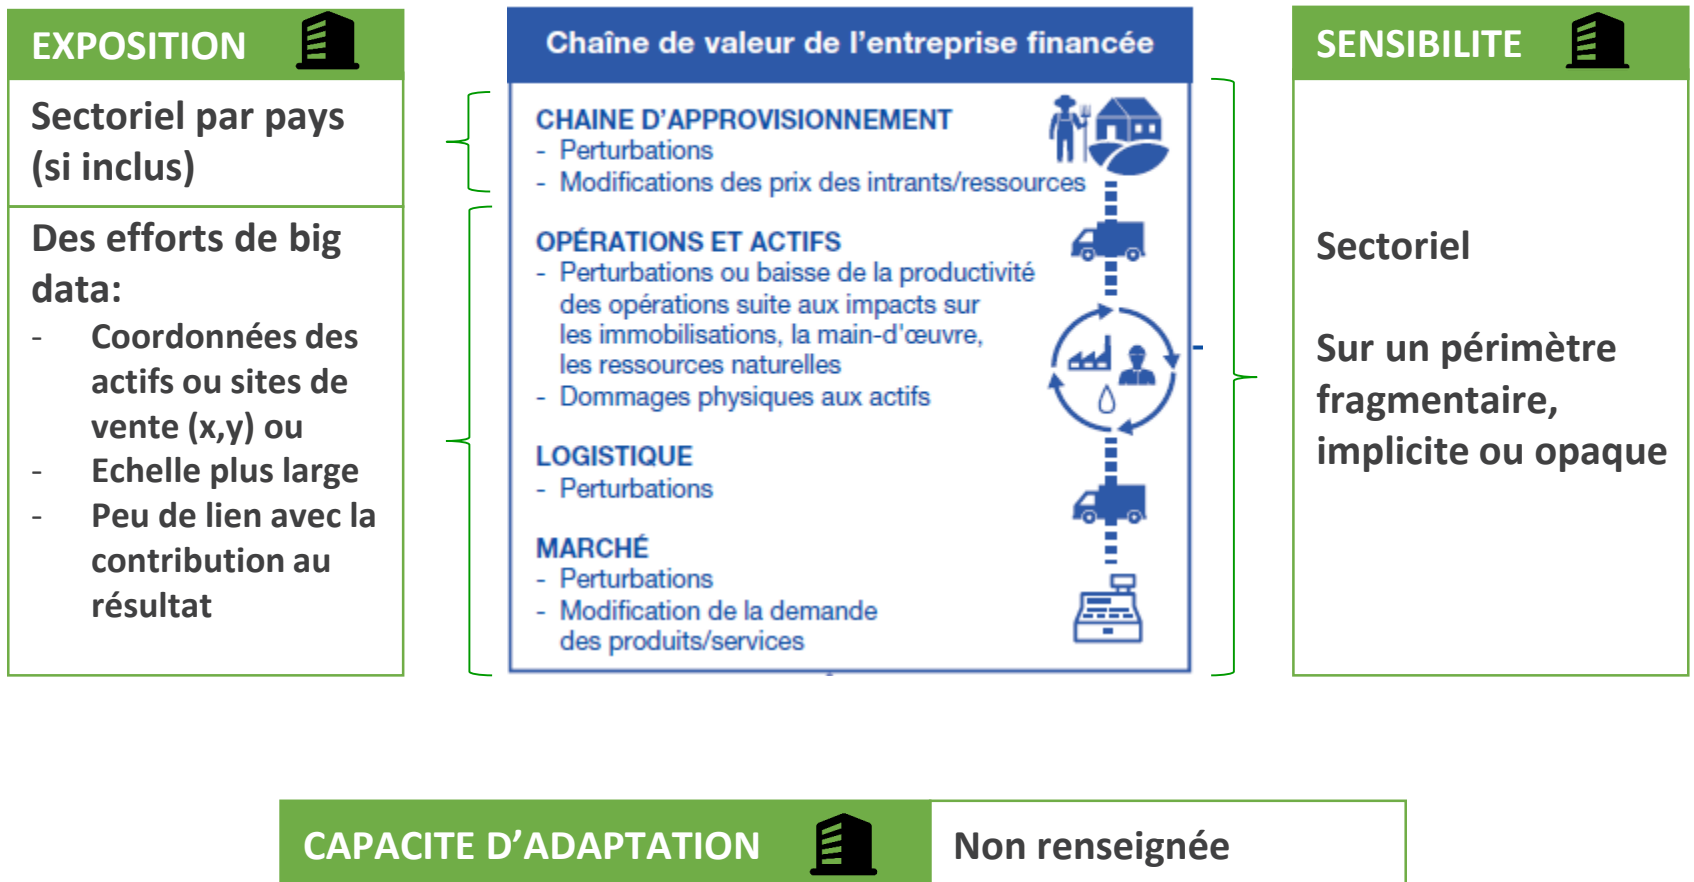 EXPOSITION
Sectoriel par pays
(si inclus)
Des efforts de big
data:
- Coordonnées des
actifs ou sites de
vente (x,y) ou
- Echelle plus large
- Peu de lien avec la
contribution au
résultat
Chaîne de valeur de l'entreprise financée
CHAINE D'APPROVISIONNEMENT
- Perturbations
- Modifications des prix des intrants/ressources
OPÉRATIONS ET ACTIFS
- Perturbations ou baisse de la productivité
des opérations suite aux impacts sur
les immobilisations, la main-d'œuvre,
les ressources naturelles
- Dommages physiques aux actifs
LOGISTIQUE
- Perturbations
MARCHÉ
- Perturbations
- Modification de la demande
des produits/services
SENSIBILITE
Sectoriel
Sur un périmètre
fragmentaire,
implicite ou opaque
CAPACITE D'ADAPTATION
Non renseignée